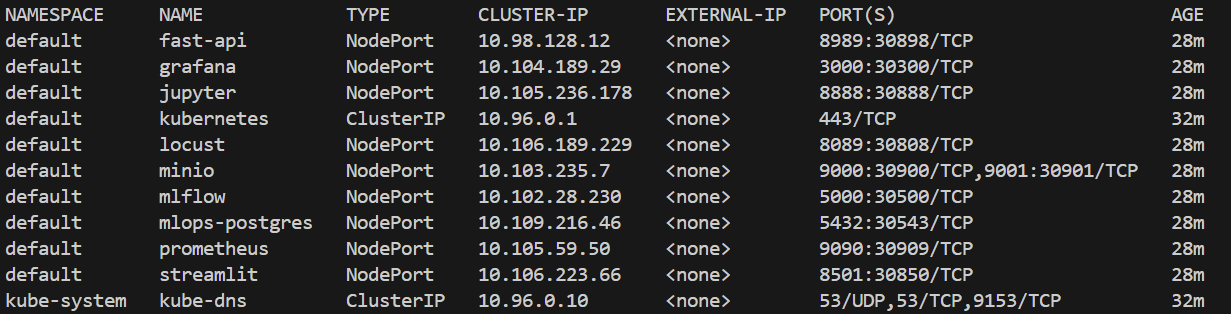 NAMESPACE     NAME             TYPE        CLUSTER-IP       EXTERNAL-IP   PORT(S)                         AGE
default       fast-api         NodePort    10.98.128.12     <none>        8989:30898/TCP                  28m
default       grafana          NodePort    10.104.189.29    <none>        3000:30300/TCP                  28m
default       jupyter          NodePort    10.105.236.178   <none>        8888:30888/TCP                  28m
default       kubernetes       ClusterIP   10.96.0.1        <none>        443/TCP                         32m
default       locust           NodePort    10.106.189.229   <none>        8089:30808/TCP                  28m
default       minio            NodePort    10.103.235.7     <none>        9000:30900/TCP,9001:30901/TCP   28m
default       mlflow           NodePort    10.102.28.230    <none>        5000:30500/TCP                  28m
default       mlops-postgres   NodePort    10.109.216.46    <none>        5432:30543/TCP                  28m
default       prometheus       NodePort    10.105.59.50     <none>        9090:30909/TCP                  28m
default       streamlit        NodePort    10.106.223.66    <none>        8501:30850/TCP                  28m
kube-system   kube-dns         ClusterIP   10.96.0.10       <none>        53/UDP,53/TCP,9153/TCP          32m